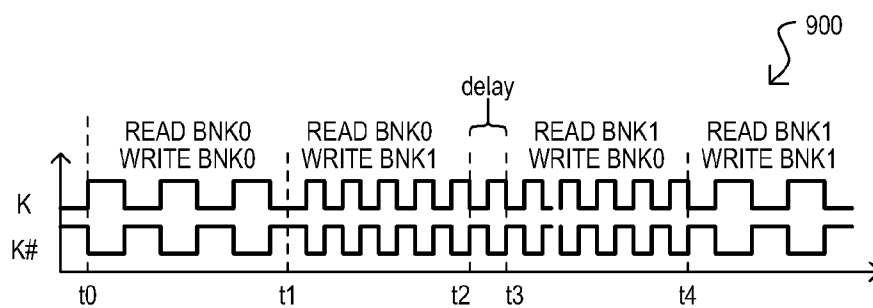 900
delay
READ BNK0 READ BNK0 READ BNK1 READ BNK1
WRITE BNK0 WRITE BNK1 WRITE BNK0 WRITE BNK1
K
K#
t0 t1 t2 t3 t4